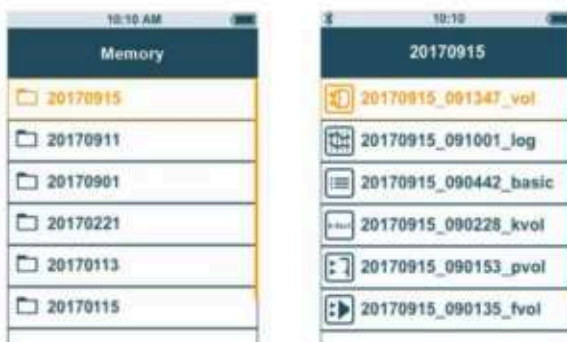 10:10 AM
Memory
20170915
20170911
20170901
20170221
20170113
20170115
10:10
20170915
20170915_091347_vol
20170915_091001_log
20170915_090442_basic
20170915_090228_kvol
20170915_090153_pvol
20170915_090135_fvol